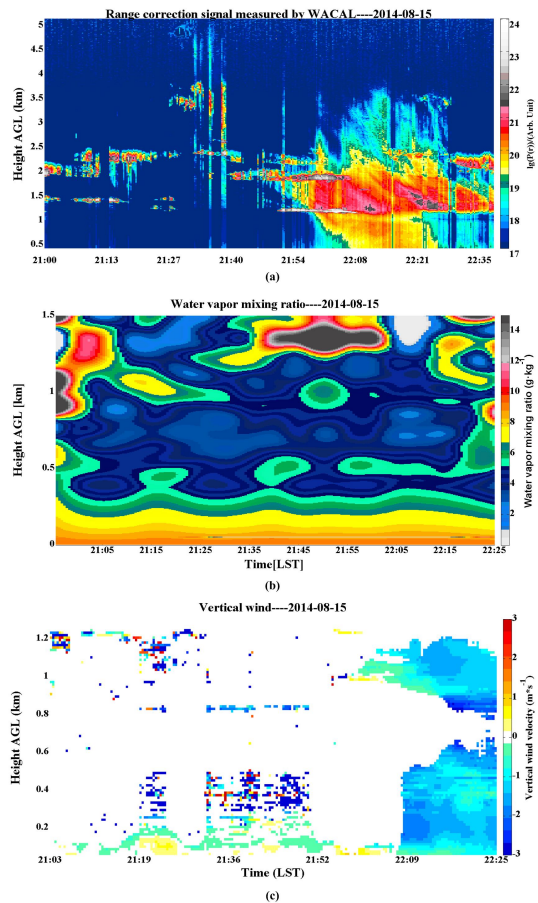 Range correction signal measured by WACAL----2014-08-15
Height AGL (km)
5
4.5
4
3.5
3
2.5
2
1.5
1
0.5
21:00 21:13 21:26 21:40 21:54 22:08 22:21 22:35
24
23
22
21
20
19
18
17
lg(P(r))/(Arb. Unit)
(a)
Water vapor mixing ratio----2014-08-15
Height AGL [km]
1.5
1
0.5
0
21:05 21:15 21:25 21:35 21:45 21:55 22:05 22:15 22:25
Time[LST]
14
12
10
8
6
4
2
Water vapor mixing ratio (g·kg⁻¹)
(b)
Vertical wind----2014-08-15
Height AGL (km)
1.2
1
0.8
0.6
0.4
0.2
21:03 21:19 21:36 21:52 22:09 22:25
Time (LST)
3
2
1
0
-1
-2
-3
Vertical wind velocity (m*s⁻¹)
(c)